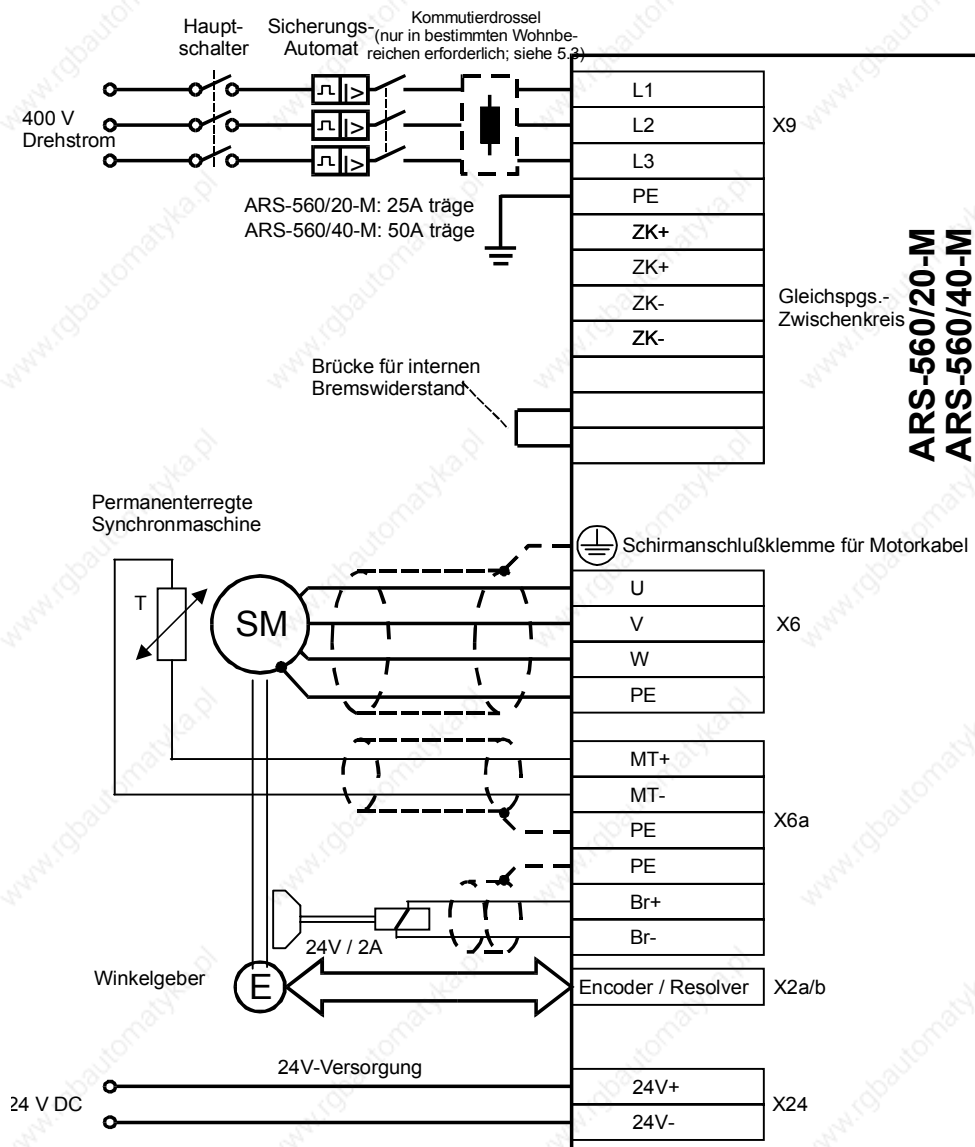 Haupt-
schalter
Sicherungs-
Automat
Kommutierdrossel
(nur in bestimmten Wohnbe-
reichen erforderlich; siehe 5.3)
400 V
Drehstrom
L1
L2
L3
PE
ZK+
ZK+
ZK-
ZK-
X9
ARS-560/20-M: 25A träge
ARS-560/40-M: 50A träge
Gleichspgs.-
Zwischenkreis
ARS-560/20-M
ARS-560/40-M
Brücke für internen
Bremswiderstand
Permanenterregte
Synchronmaschine
Schirmanschlußklemme für Motorkabel
T
SM
U
V
W
PE
X6
MT+
MT-
PE
PE
Br+
Br-
X6a
24V / 2A
Winkelgeber
E
Encoder / Resolver
X2a/b
24V-Versorgung
24 V DC
24V+
24V-
X24
www.rgbautomatyka.pl